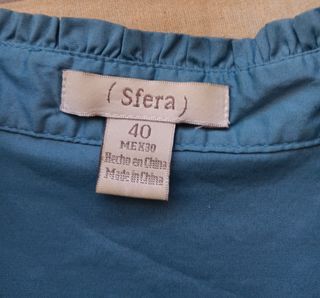 ( Sfera )
40
MEX30
Hecho en China
Made in China